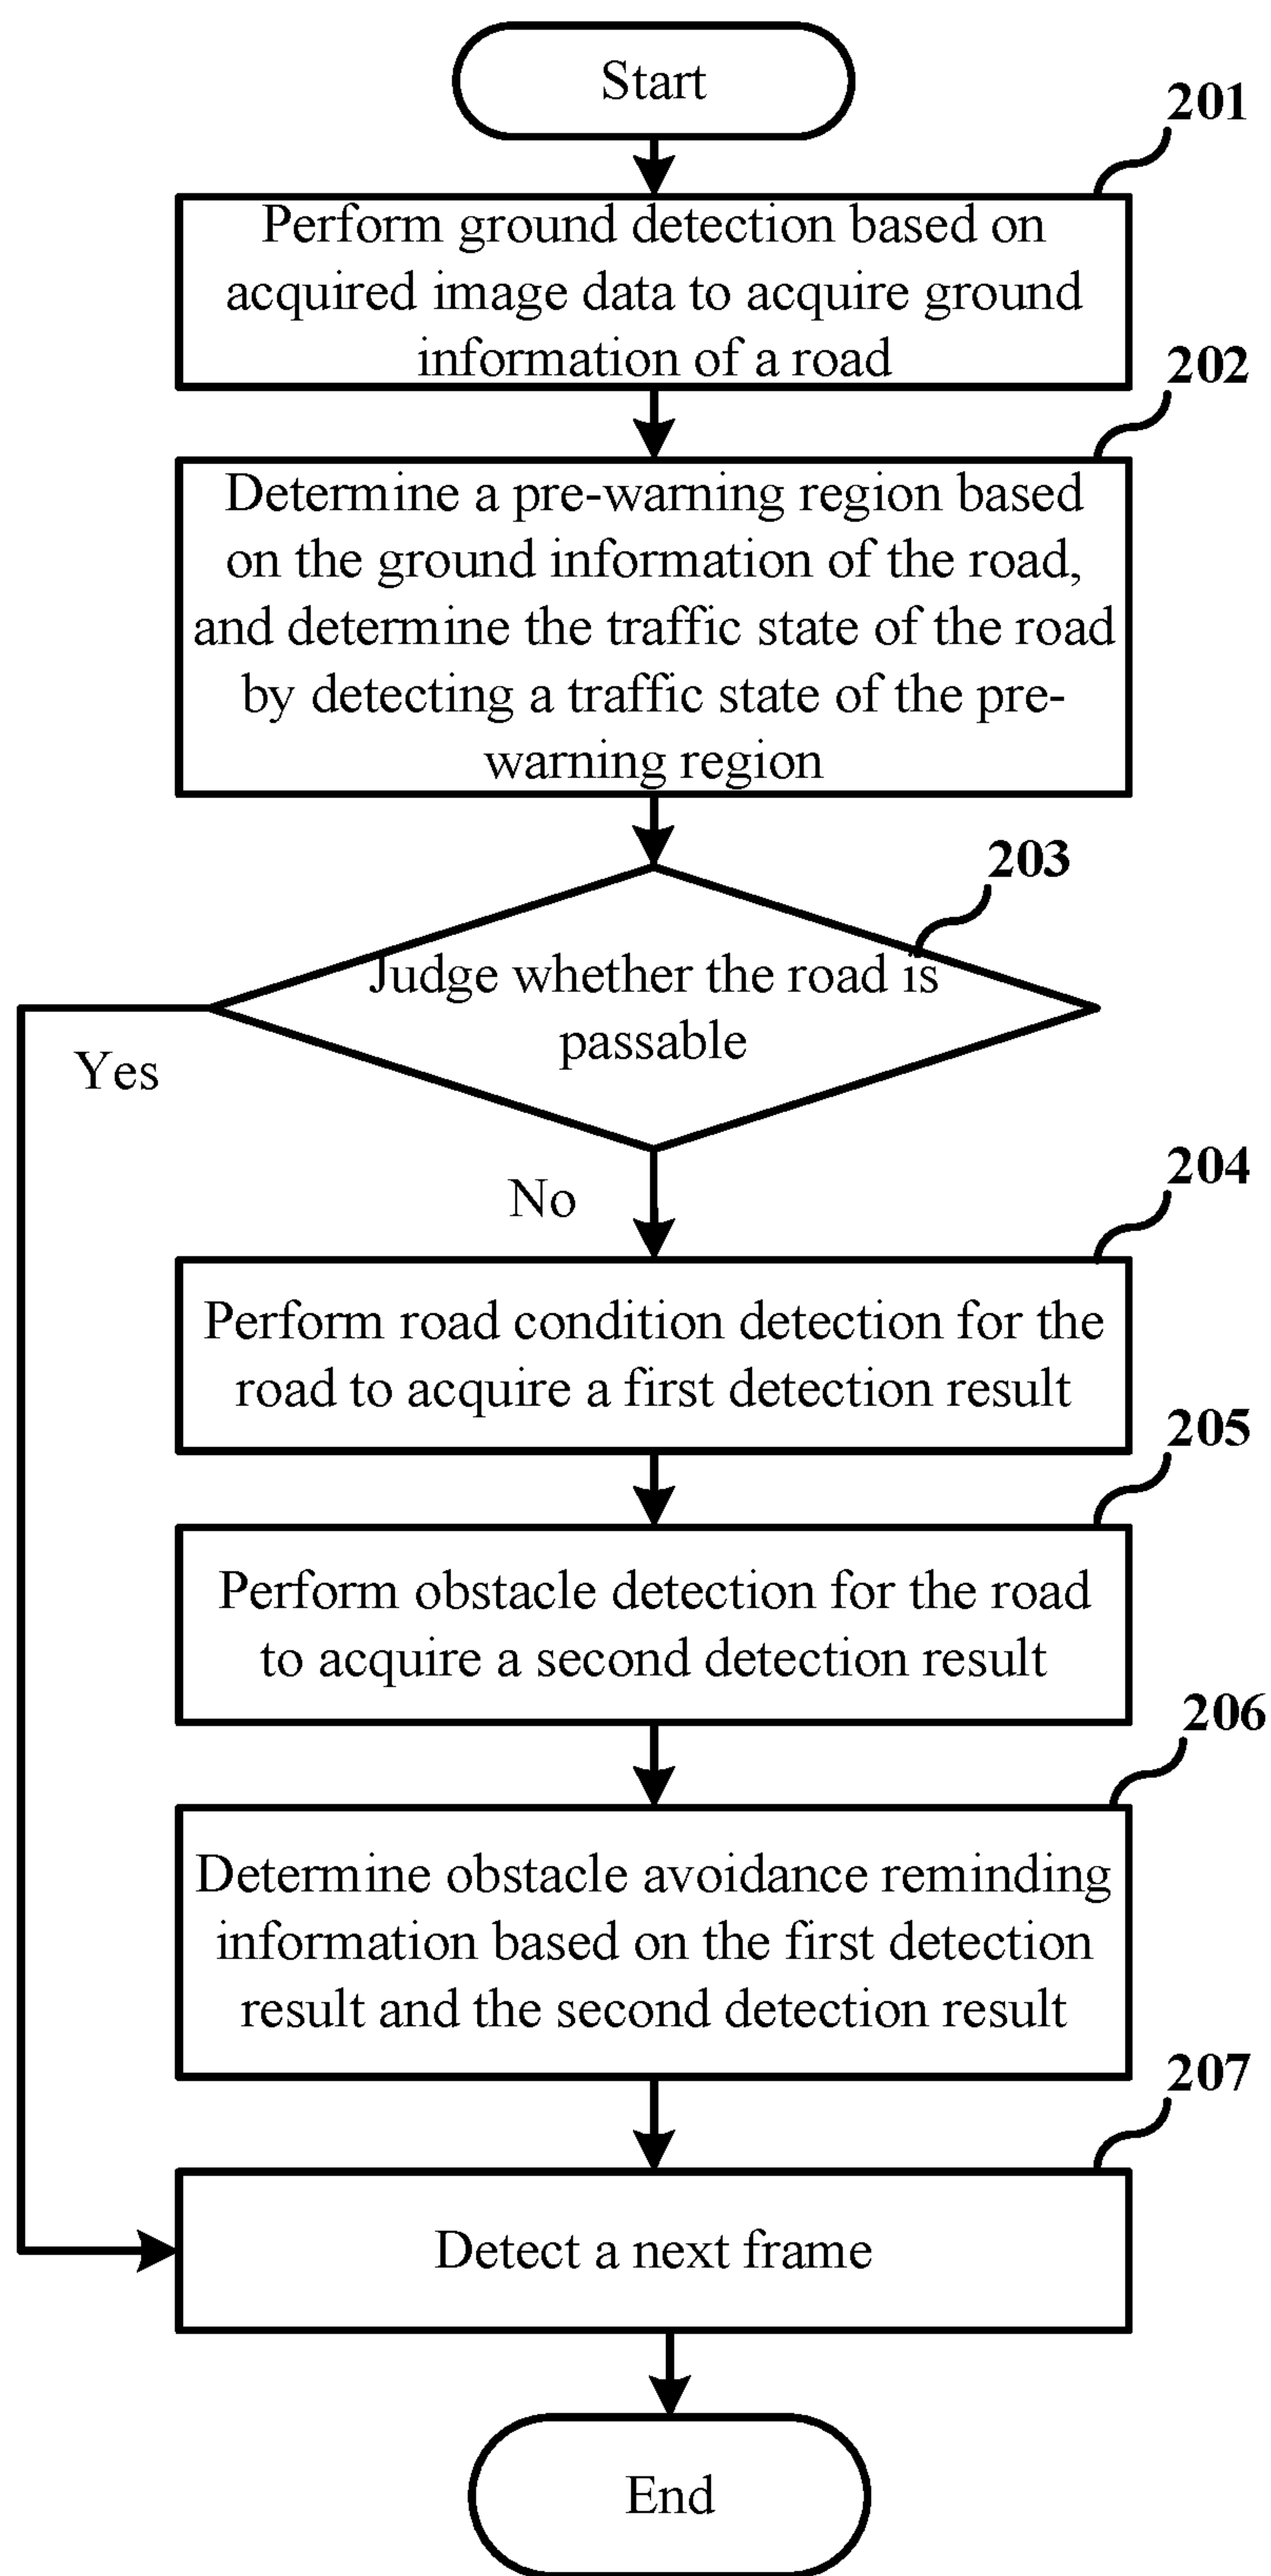 Start
201
Perform ground detection based on
acquired image data to acquire ground
information of a road
202
Determine a pre-warning region based
on the ground information of the road,
and determine the traffic state of the road
by detecting a traffic state of the pre-
warning region
203
Judge whether the road is
passable
Yes
No
204
Perform road condition detection for the
road to acquire a first detection result
205
Perform obstacle detection for the road
to acquire a second detection result
206
Determine obstacle avoidance reminding
information based on the first detection
result and the second detection result
207
Detect a next frame
End